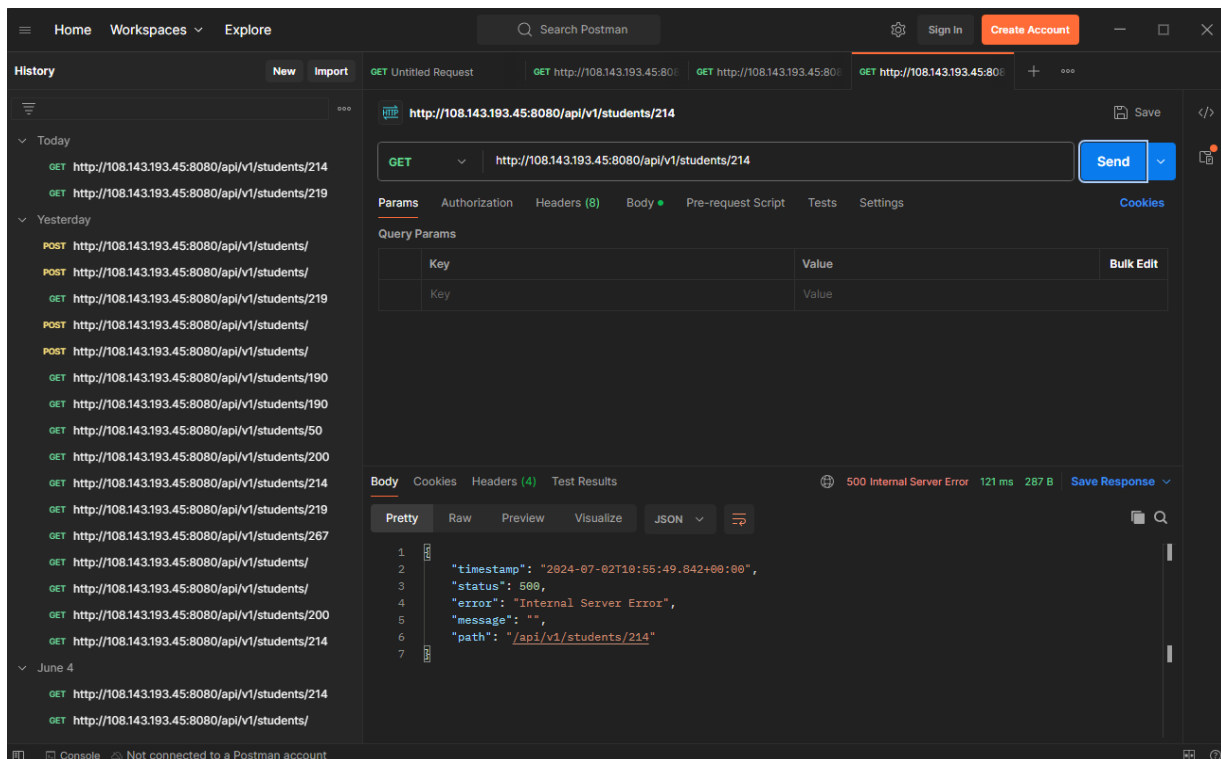 Home Workspaces Explore Search Postman Sign In Create Account
History New Import
GET Untitled Request GET http://108.143.193.45:808 GET http://108.143.193.45:808 GET http://108.143.193.45:808
HTTP http://108.143.193.45:8080/api/v1/students/214 Save
Today
GET http://108.143.193.45:8080/api/v1/students/214
GET http://108.143.193.45:8080/api/v1/students/219
Yesterday
POST http://108.143.193.45:8080/api/v1/students/
POST http://108.143.193.45:8080/api/v1/students/
GET http://108.143.193.45:8080/api/v1/students/219
POST http://108.143.193.45:8080/api/v1/students/
POST http://108.143.193.45:8080/api/v1/students/
GET http://108.143.193.45:8080/api/v1/students/190
GET http://108.143.193.45:8080/api/v1/students/190
GET http://108.143.193.45:8080/api/v1/students/50
GET http://108.143.193.45:8080/api/v1/students/200
GET http://108.143.193.45:8080/api/v1/students/214
GET http://108.143.193.45:8080/api/v1/students/219
GET http://108.143.193.45:8080/api/v1/students/267
GET http://108.143.193.45:8080/api/v1/students/
GET http://108.143.193.45:8080/api/v1/students/
GET http://108.143.193.45:8080/api/v1/students/200
GET http://108.143.193.45:8080/api/v1/students/214
June 4
GET http://108.143.193.45:8080/api/v1/students/214
GET http://108.143.193.45:8080/api/v1/students/
GET http://108.143.193.45:8080/api/v1/students/214 Send
Params Authorization Headers (8) Body Pre-request Script Tests Settings Cookies
Query Params
Key Value Bulk Edit
Key Value
Body Cookies Headers (4) Test Results 500 Internal Server Error 121 ms 287 B Save Response
Pretty Raw Preview Visualize JSON
1 {
2 "timestamp": "2024-07-02T10:55:49.842+00:00",
3 "status": 500,
4 "error": "Internal Server Error",
5 "message": "",
6 "path": "/api/v1/students/214"
7 }
Console Not connected to a Postman account